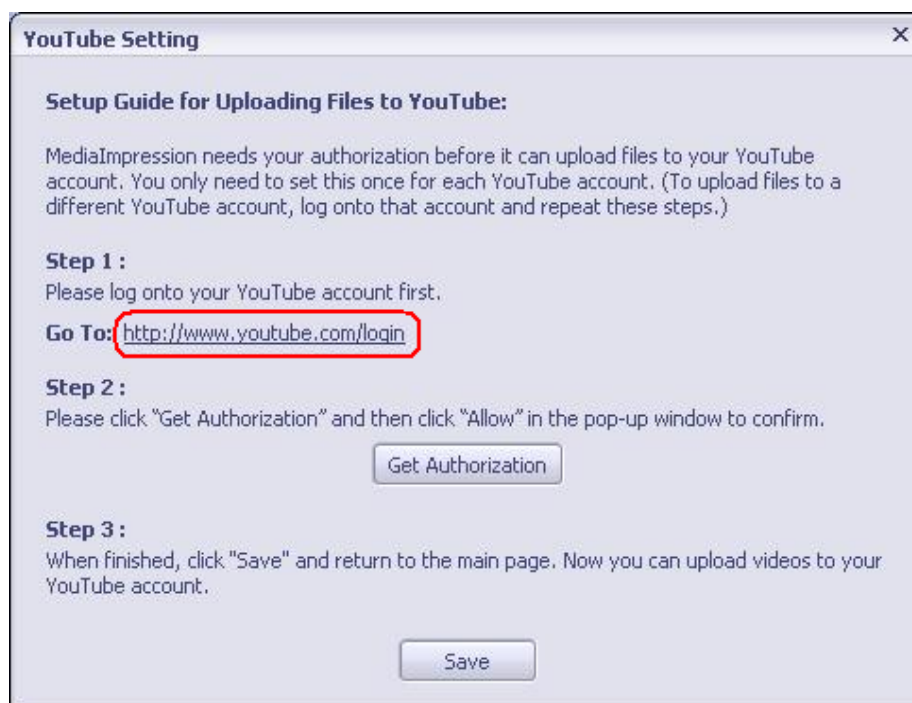 YouTube Setting
Setup Guide for Uploading Files to YouTube:
MediaImpression needs your authorization before it can upload files to your YouTube
account. You only need to set this once for each YouTube account. (To upload files to a
different YouTube account, log onto that account and repeat these steps.)
Step 1 :
Please log onto your YouTube account first.
Go To: http://www.youtube.com/login
Step 2 :
Please click "Get Authorization" and then click "Allow" in the pop-up window to confirm.
Get Authorization
Step 3 :
When finished, click "Save" and return to the main page. Now you can upload videos to your
YouTube account.
Save